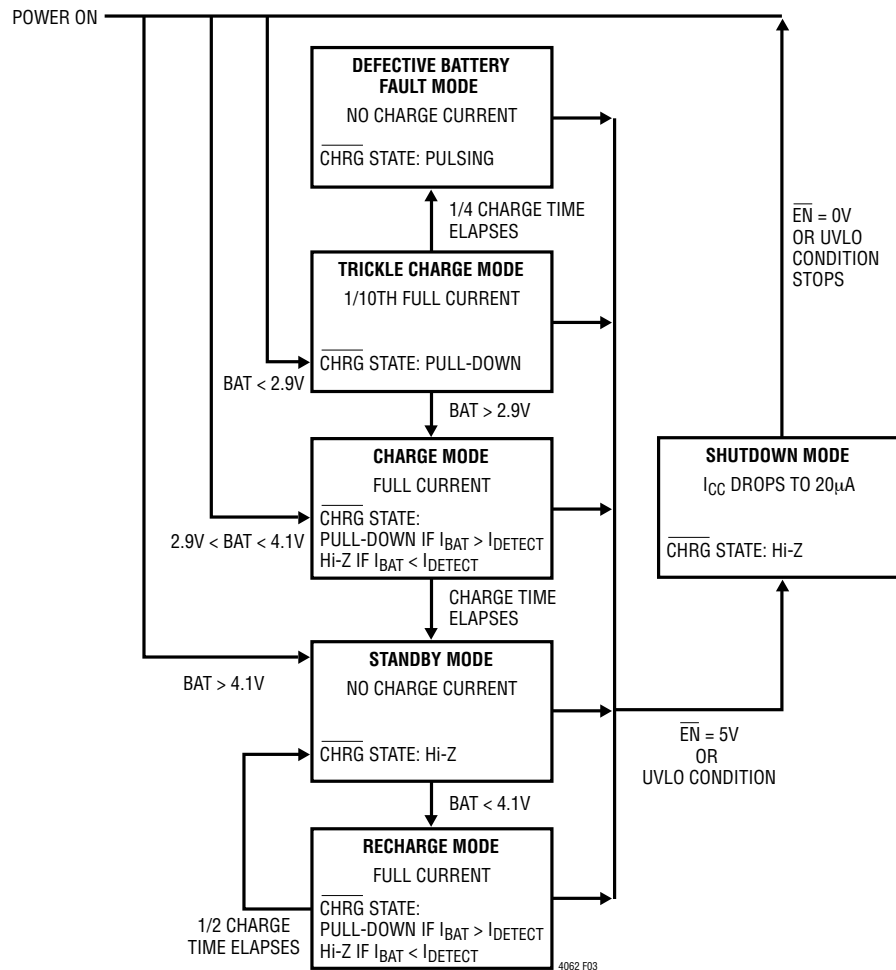 POWER ON
DEFECTIVE BATTERY
FAULT MODE
NO CHARGE CURRENT
CHRG STATE: PULSING
1/4 CHARGE TIME
ELAPSES
EN = 0V
OR UVLO
CONDITION
STOPS
TRICKLE CHARGE MODE
1/10TH FULL CURRENT
CHRG STATE: PULL-DOWN
BAT < 2.9V
BAT > 2.9V
CHARGE MODE
FULL CURRENT
CHRG STATE:
PULL-DOWN IF IBAT > IDETECT
Hi-Z IF IBAT < IDETECT
2.9V < BAT < 4.1V
SHUTDOWN MODE
ICC DROPS TO 20µA
CHRG STATE: Hi-Z
CHARGE TIME
ELAPSES
STANDBY MODE
NO CHARGE CURRENT
CHRG STATE: Hi-Z
BAT > 4.1V
EN = 5V
OR
UVLO CONDITION
BAT < 4.1V
RECHARGE MODE
FULL CURRENT
CHRG STATE:
PULL-DOWN IF IBAT > IDETECT
Hi-Z IF IBAT < IDETECT
1/2 CHARGE
TIME ELAPSES
4062 F03